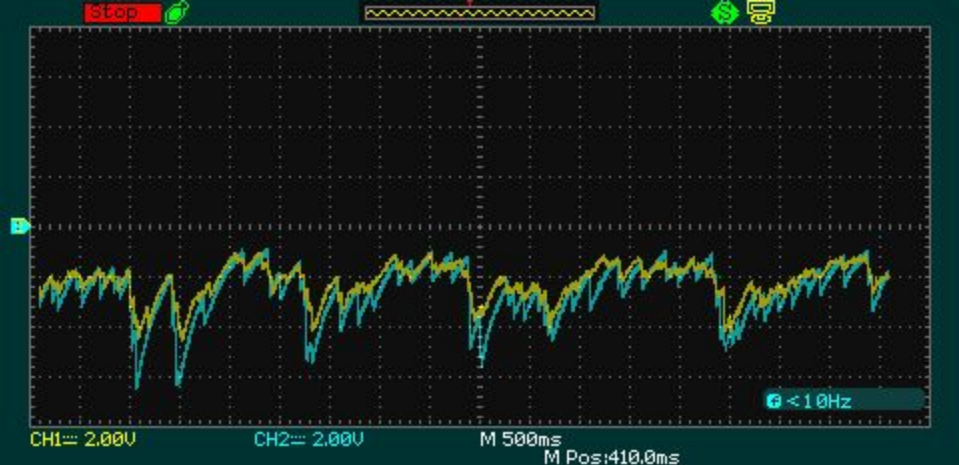 Stop S
CH1 2.00V CH2 2.00V M 500ms
M Pos:410.0ms
f <10Hz